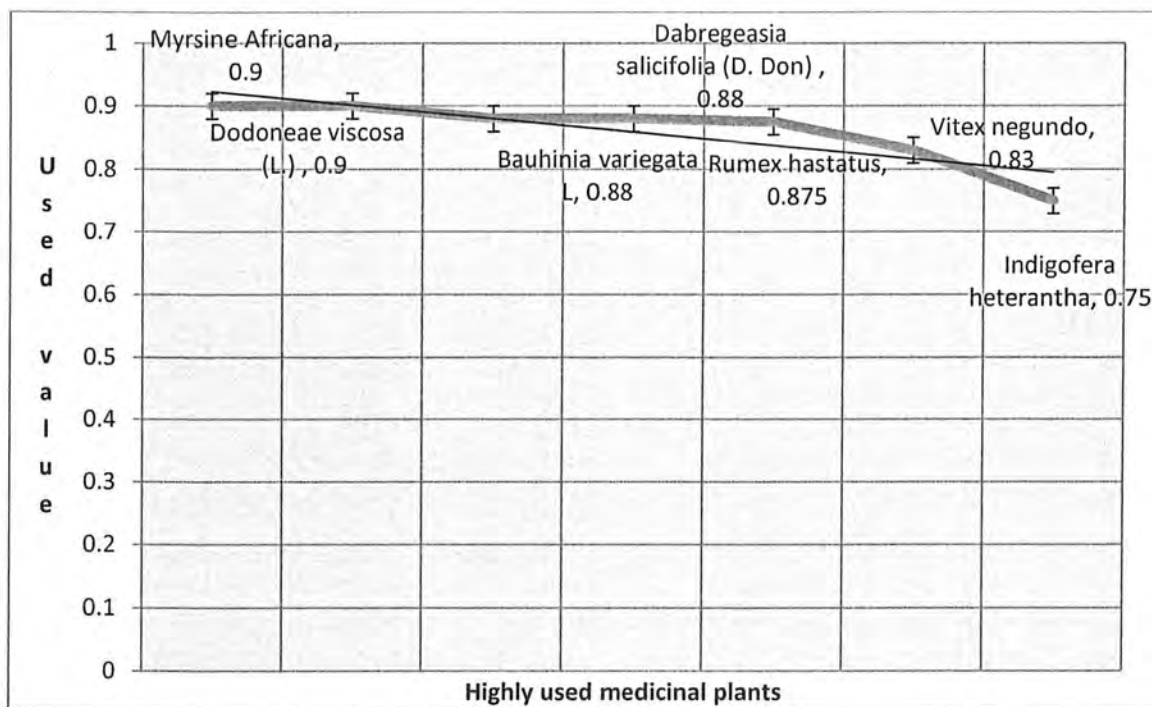 1
0.9
0.8
0.7
0.6
0.5
0.4
0.3
0.2
0.1
0
Used value
Myrsine Africana,
0.9
Dodoneae viscosa
(L.) , 0.9
Bauhinia variegata
L, 0.88
Dabregeasia
salicifolia (D. Don) ,
0.88
Rumex hastatus,
0.875
Vitex negundo,
0.83
Indigofera
heterantha, 0.75
Highly used medicinal plants